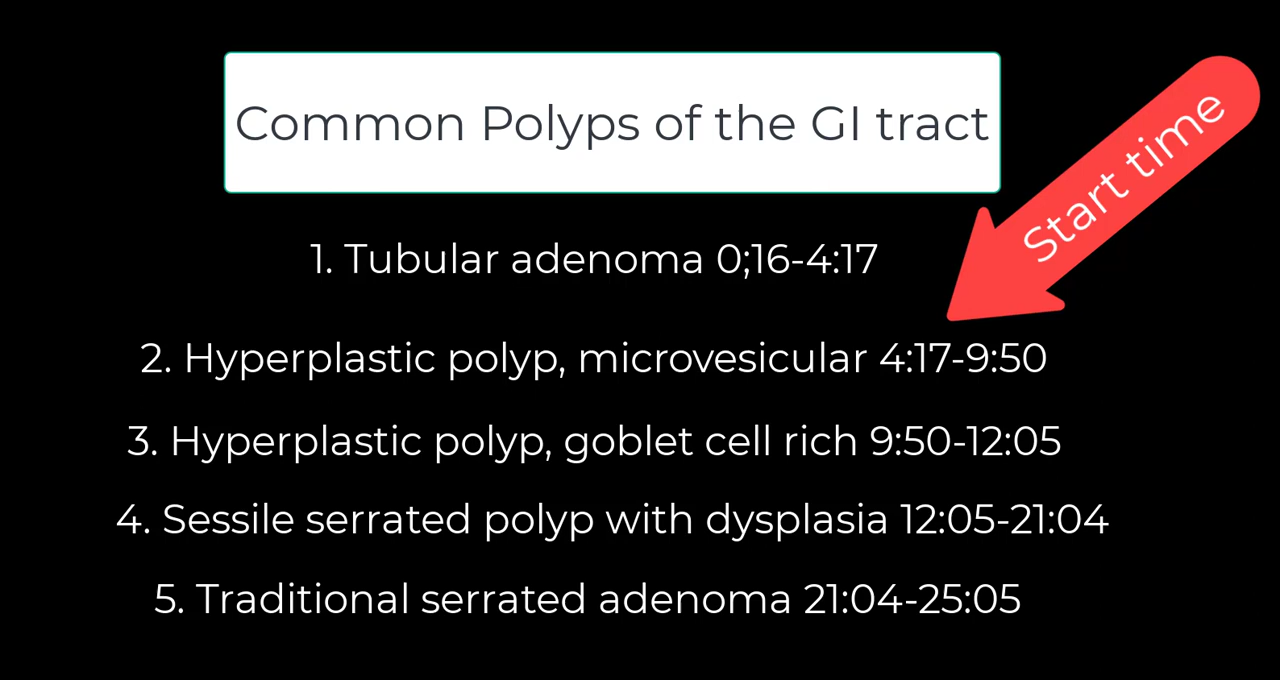 Common Polyps of the GI tract
Start time
1. Tubular adenoma 0;16-4:17
2. Hyperplastic polyp, microvesicular 4:17-9:50
3. Hyperplastic polyp, goblet cell rich 9:50-12:05
4. Sessile serrated polyp with dysplasia 12:05-21:04
5. Traditional serrated adenoma 21:04-25:05